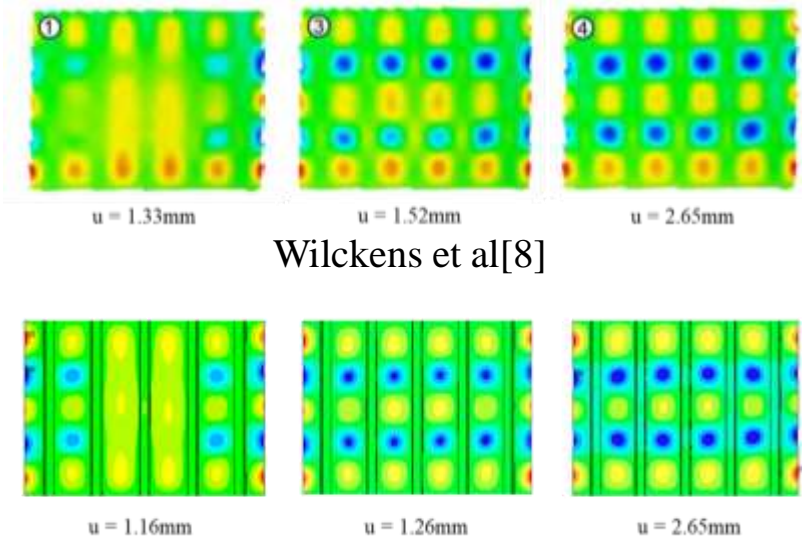 ① ③ ④
u = 1.33mm u = 1.52mm u = 2.65mm
Wilckens et al[8]
u = 1.16mm u = 1.26mm u = 2.65mm